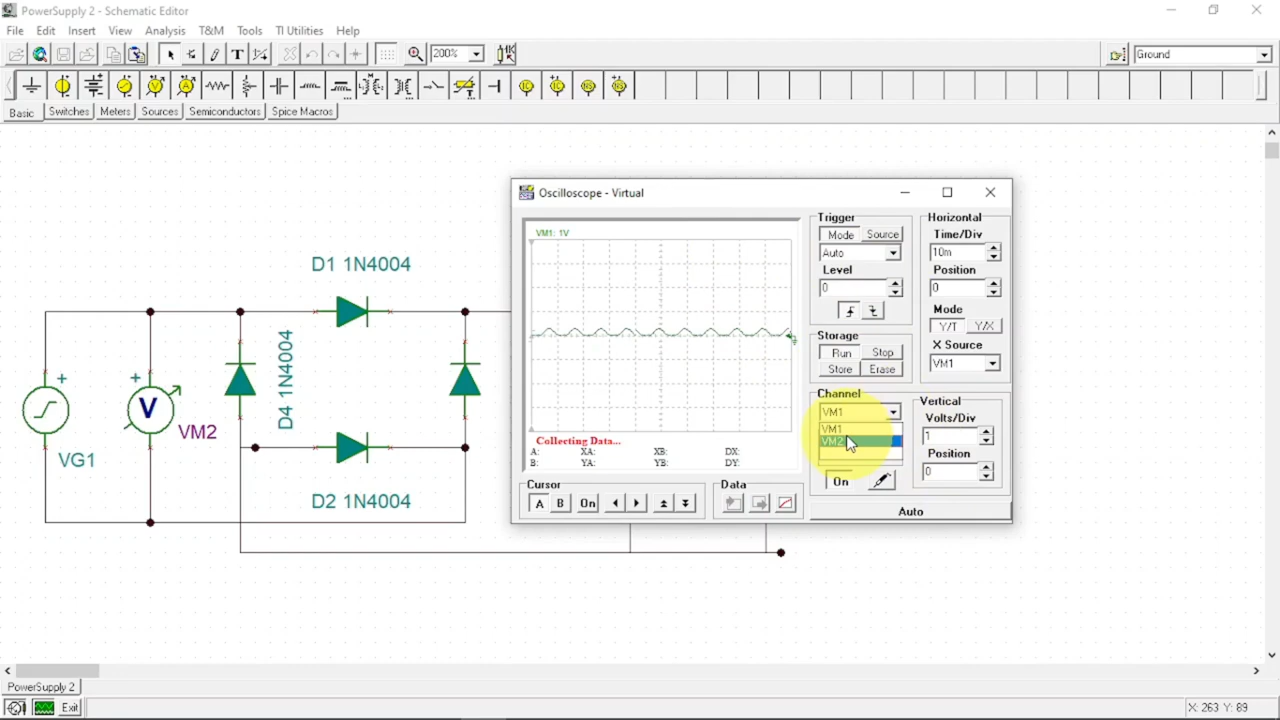 PowerSupply 2 - Schematic Editor
File Edit Insert View Analysis T&M Tools TI Utilities Help
200%
Ground
Basic Switches Meters Sources Semiconductors Spice Macros
Oscilloscope - Virtual
VM1: 1V
Collecting Data...
A: XA: XB: DX:
B: YA: YB: DY:
Cursor
A B On
Data
Trigger
Mode Source
Auto
Level
0
Storage
Run Stop
Store Erase
Channel
VM1
VM1
VM2
On
Horizontal
Time/Div
10m
Position
0
Mode
Y/T Y/X
X Source
VM1
Vertical
Volts/Div
1
Position
0
Auto
D1 1N4004
D4 1N4004
D2 1N4004
+
VG1
+
V
VM2
PowerSupply 2
Exit
X: 263 Y: 89